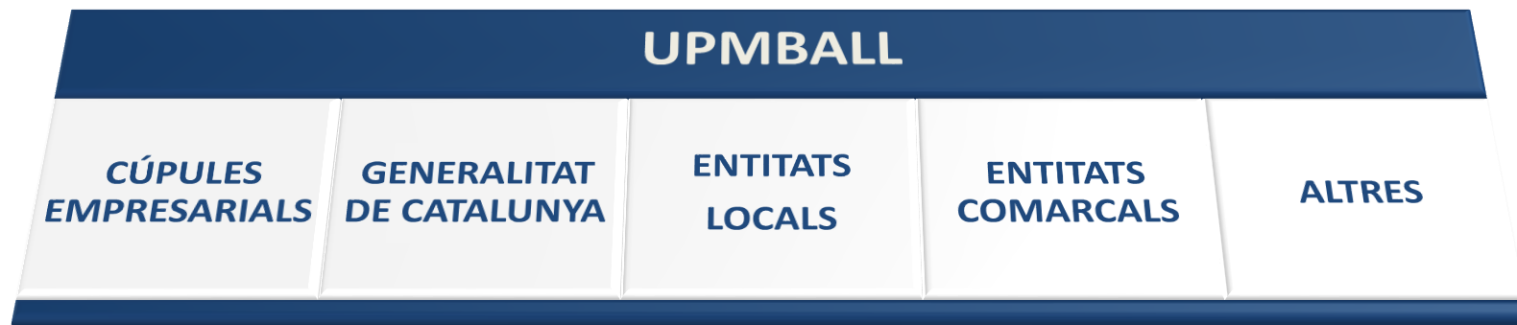 UPMBALL
CÚPULES
EMPRESARIALS
GENERALITAT
DE CATALUNYA
ENTITATS
LOCALS
ENTITATS
COMARCALS
ALTRES